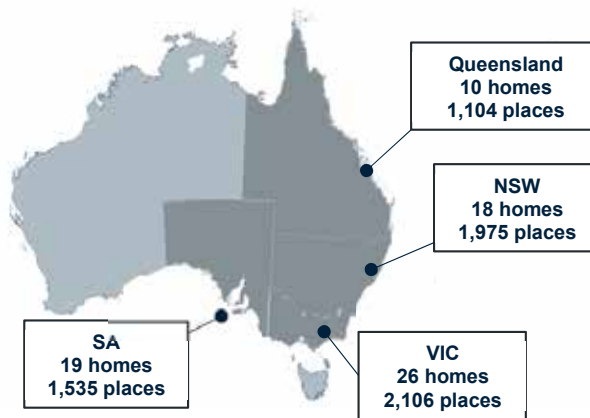 Queensland
10 homes
1,104 places
NSW
18 homes
1,975 places
SA
19 homes
1,535 places
VIC
26 homes
2,106 places